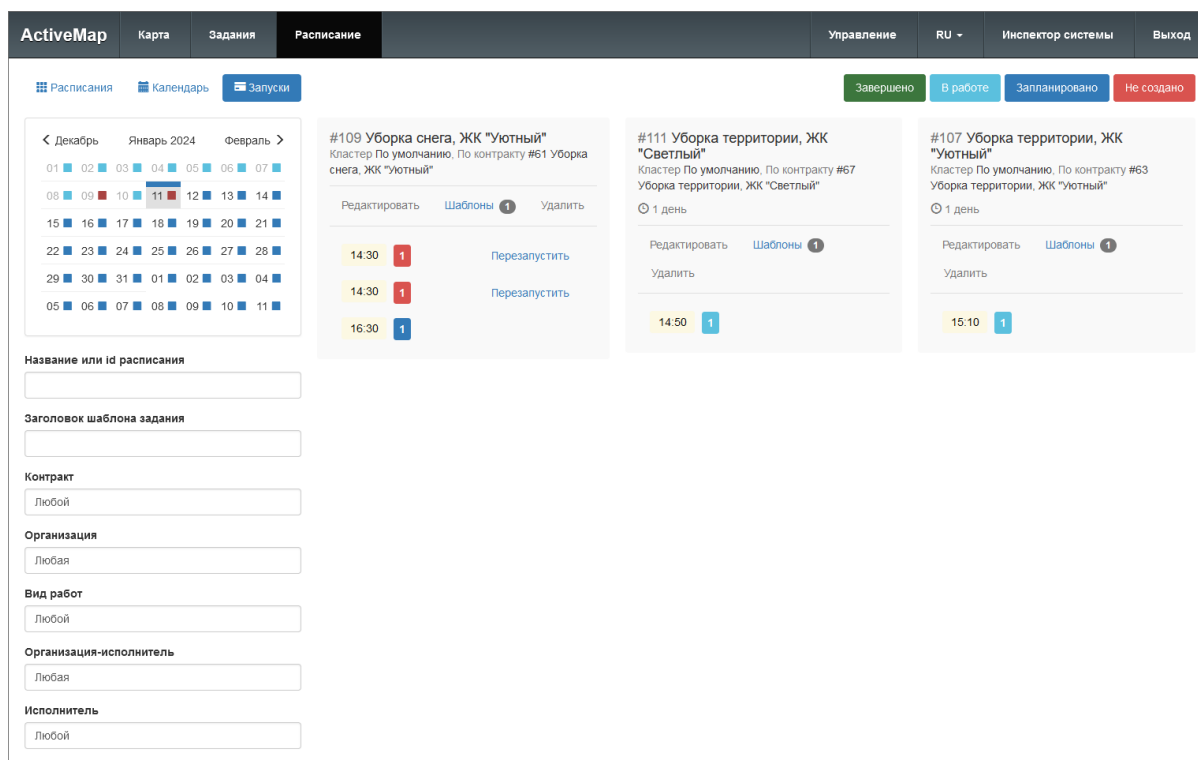 ActiveMap Карта Задания Расписание Управление RU Инспектор системы Выход
Расписания Календарь Запуски
Завершено В работе Запланировано Не создано
Декабрь Январь 2024 Февраль
01 02 03 04 05 06 07
08 09 10 11 12 13 14
15 16 17 18 19 20 21
22 23 24 25 26 27 28
29 30 31 01 02 03 04
05 06 07 08 09 10 11
Название или id расписания
Заголовок шаблона задания
Контракт
Любой
Организация
Любая
Вид работ
Любой
Организация-исполнитель
Любая
Исполнитель
Любой
#109 Уборка снега, ЖК "Уютный"
Кластер По умолчанию, По контракту #61 Уборка
снега, ЖК "Уютный"
Редактировать Шаблоны 1 Удалить
14:30 1 Перезапустить
14:30 1 Перезапустить
16:30 1
#111 Уборка территории, ЖК
"Светлый"
Кластер По умолчанию, По контракту #67
Уборка территории, ЖК "Светлый"
1 день
Редактировать Шаблоны 1
Удалить
14:50 1
#107 Уборка территории, ЖК
"Уютный"
Кластер По умолчанию, По контракту #63
Уборка территории, ЖК "Уютный"
1 день
Редактировать Шаблоны 1
Удалить
15:10 1